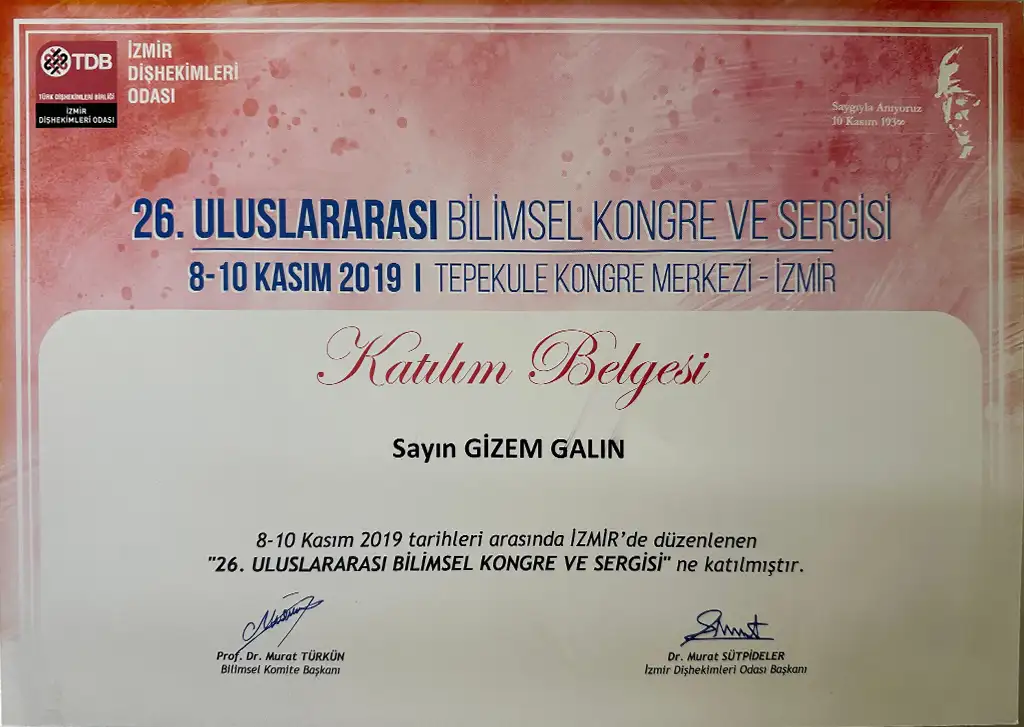 TDB
TÜRK DİŞHEKİMLERİ BİRLİĞİ
İZMİR
DİŞHEKİMLERİ ODASI
İZMİR
DİŞHEKİMLERİ
ODASI
Saygıyla Anıyoruz
10 Kasım 193∞
26. ULUSLARARASI BİLİMSEL KONGRE VE SERGİSİ
8-10 KASIM 2019 I TEPEKULE KONGRE MERKEZİ - İZMİR
Katılım Belgesi
Sayın GİZEM GALIN
8-10 Kasım 2019 tarihleri arasında İZMİR'de düzenlenen
"26. ULUSLARARASI BİLİMSEL KONGRE VE SERGİSİ" ne katılmıştır.
Prof. Dr. Murat TÜRKÜN
Bilimsel Komite Başkanı
Dr. Murat SÜTPİDELER
İzmir Dişhekimleri Odası Başkanı